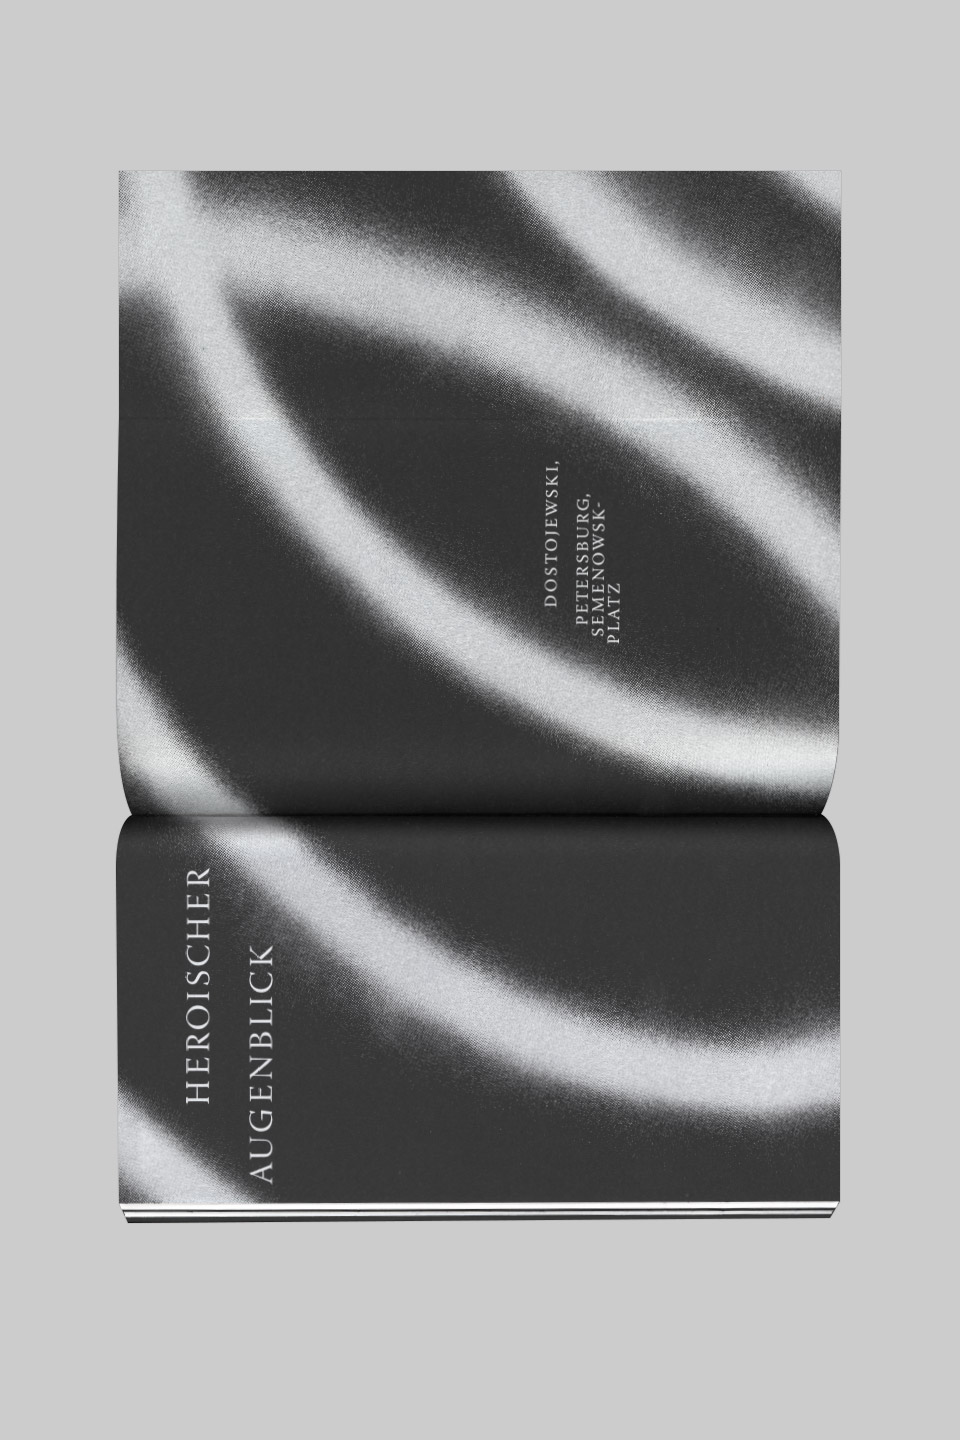 HEROISCHER
AUGENBLICK
DOSTOJEWSKI,
PETERSBURG,
SEMENOWSK-
PLATZ